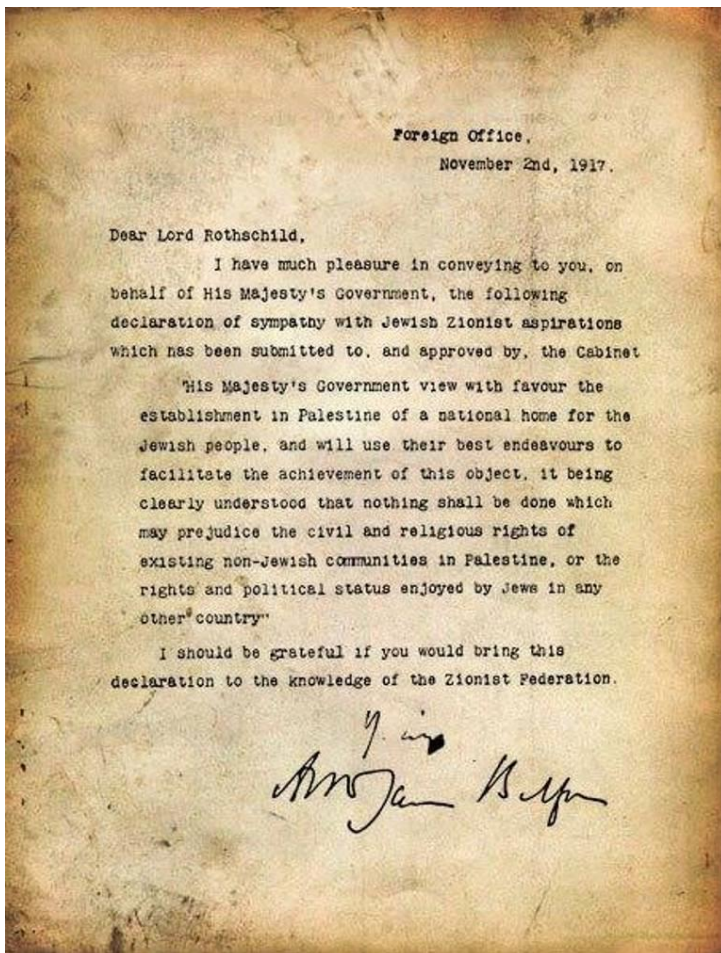 Foreign Office,
November 2nd, 1917.
Dear Lord Rothschild,
I have much pleasure in conveying to you, on
behalf of His Majesty's Government, the following
declaration of sympathy with Jewish Zionist aspirations
which has been submitted to, and approved by, the Cabinet
"His Majesty's Government view with favour the
establishment in Palestine of a national home for the
Jewish people, and will use their best endeavours to
facilitate the achievement of this object, it being
clearly understood that nothing shall be done which
may prejudice the civil and religious rights of
existing non-Jewish communities in Palestine, or the
rights and political status enjoyed by Jews in any
other country"
I should be grateful if you would bring this
declaration to the knowledge of the Zionist Federation.
Arthur James Balfour